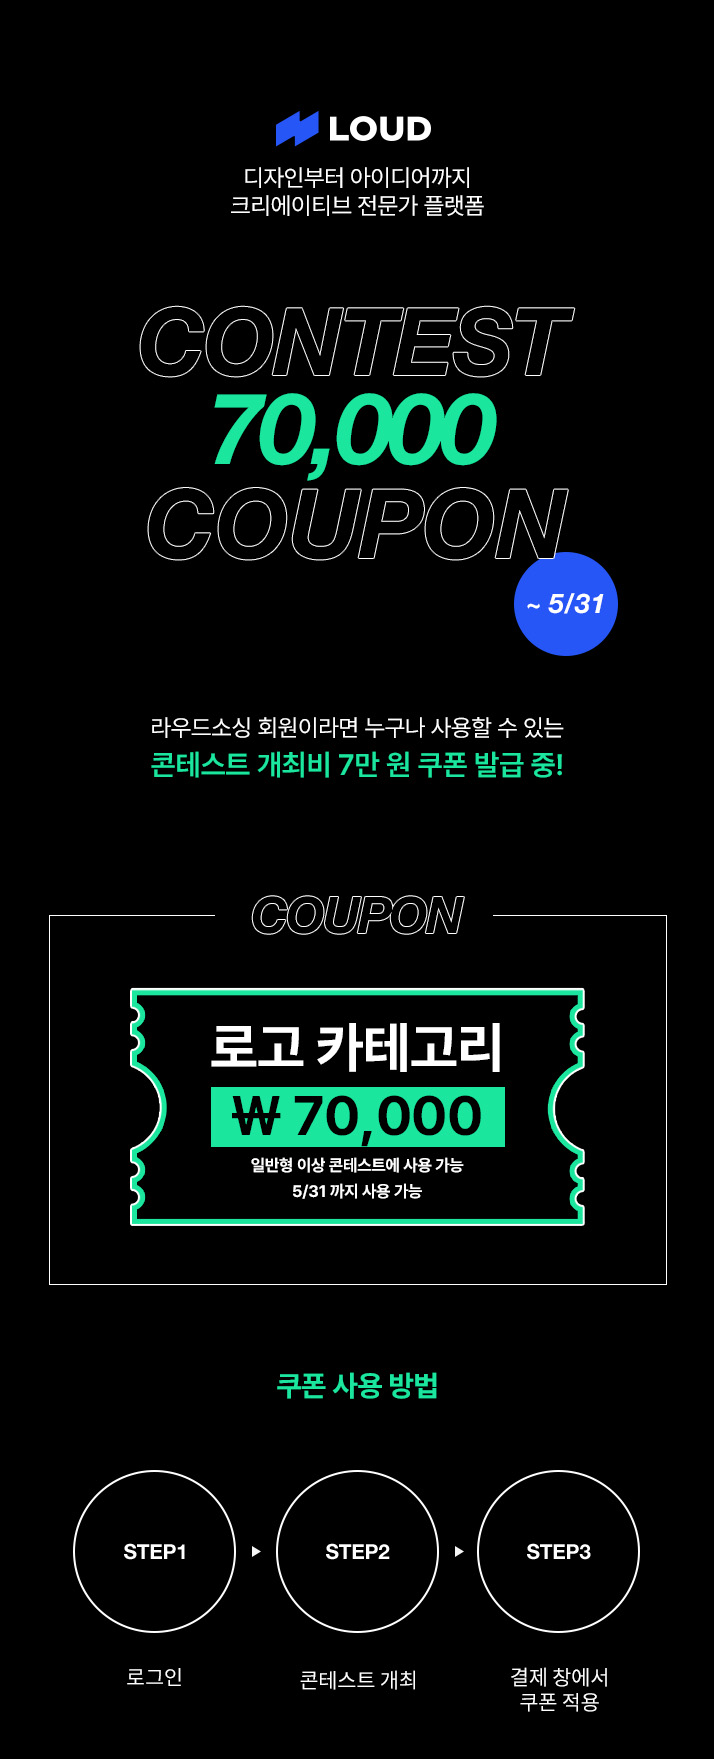 LOUD
디자인부터 아이디어까지
크리에이티브 전문가 플랫폼
CONTEST
70,000
COUPON
~ 5/31
라우드소싱 회원이라면 누구나 사용할 수 있는
콘테스트 개최비 7만 원 쿠폰 발급 중!
COUPON
로고 카테고리
₩ 70,000
일반형 이상 콘테스트에 사용 가능
5/31 까지 사용 가능
쿠폰 사용 방법
STEP1
STEP2
STEP3
로그인
콘테스트 개최
결제 창에서
쿠폰 적용